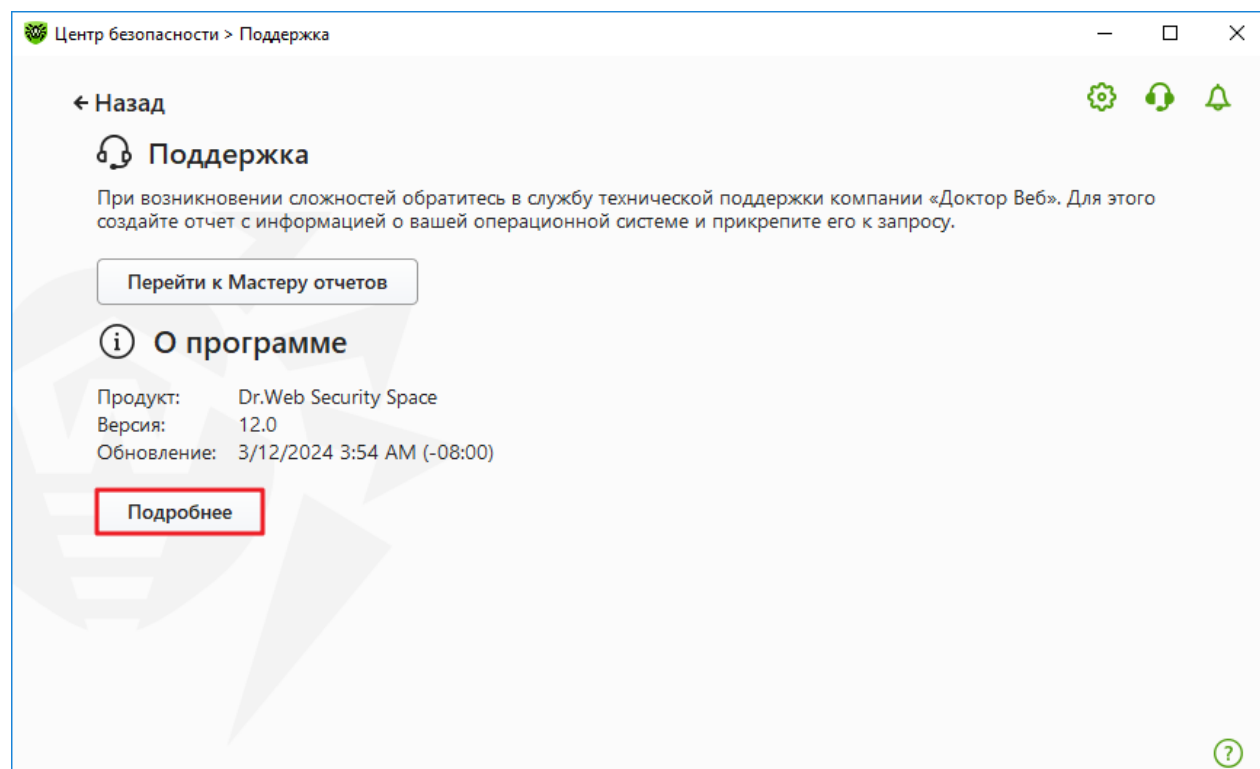 Центр безопасности > Поддержка
Назад
Поддержка
При возникновении сложностей обратитесь в службу технической поддержки компании «Доктор Веб». Для этого
создайте отчет с информацией о вашей операционной системе и прикрепите его к запросу.
Перейти к Мастеру отчетов
О программе
Продукт: Dr.Web Security Space
Версия: 12.0
Обновление: 3/12/2024 3:54 AM (-08:00)
Подробнее